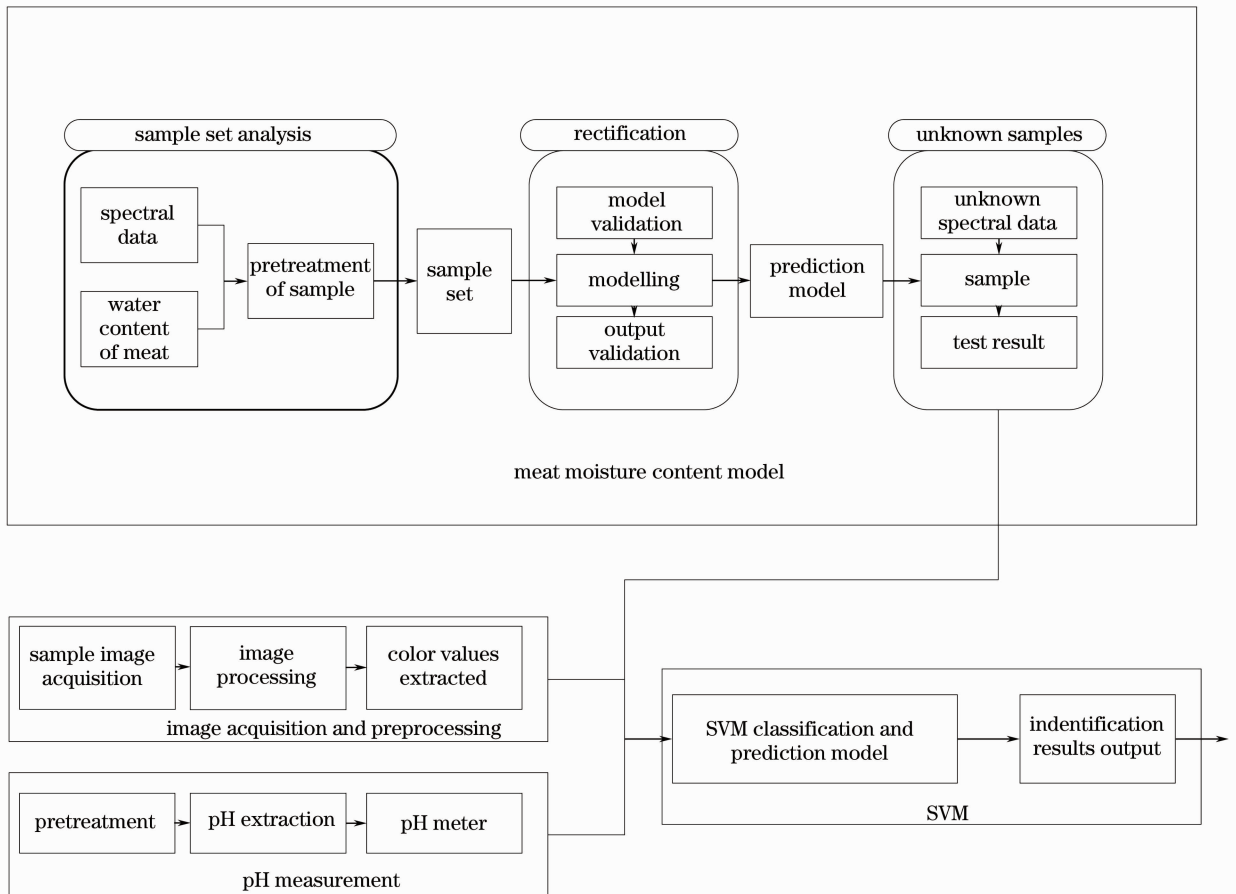 sample set analysis
rectification
unknown samples
spectral
data
water
content
of meat
pretreatment
of sample
sample
set
model
validation
modelling
output
validation
prediction
model
unknown
spectral data
sample
test result
meat moisture content model
sample image
acquisition
image
processing
color values
extracted
image acquisition and preprocessing
pretreatment
pH extraction
pH meter
pH measurement
SVM classification and
prediction model
indentification
results output
SVM